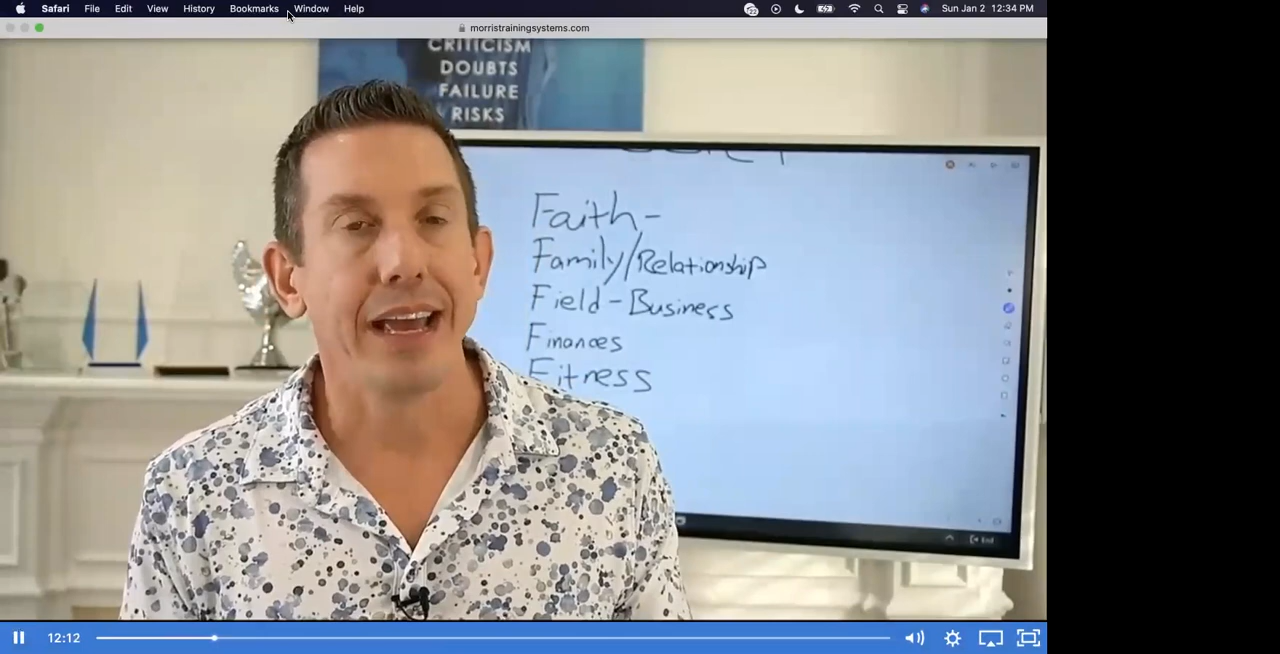 Safari File Edit View History Bookmarks Window Help Sun Jan 2 12:34 PM
morristrainingsystems.com
CRITICISM
DOUBTS
FAILURE
& RISKS
Faith-
Family/Relationship
Field-Business
Finances
Fitness
End
12:12